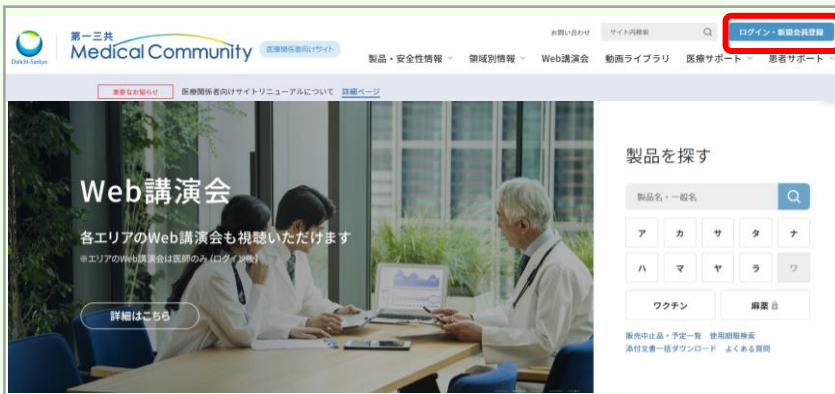 お問い合わせ サイト内検索 ログイン・新規会員登録
Daiichi-Sankyo 第一三共
Medical Community 医療関係者向けサイト
製品・安全性情報 領域別情報 Web講演会 動画ライブラリ 医療サポート 患者サポート
重要なお知らせ 医療関係者向けサイトリニューアルについて 詳細ページ
Web講演会
各エリアのWeb講演会も視聴いただけます
※エリアのWeb講演会は医師のみ(ログイン後)
詳細はこちら
製品を探す
製品名・一般名
ア カ サ タ ナ
ハ マ ヤ ラ ワ
ワクチン 麻薬
販売中止品・予定一覧 使用期限検索
添付文書一括ダウンロード よくある質問